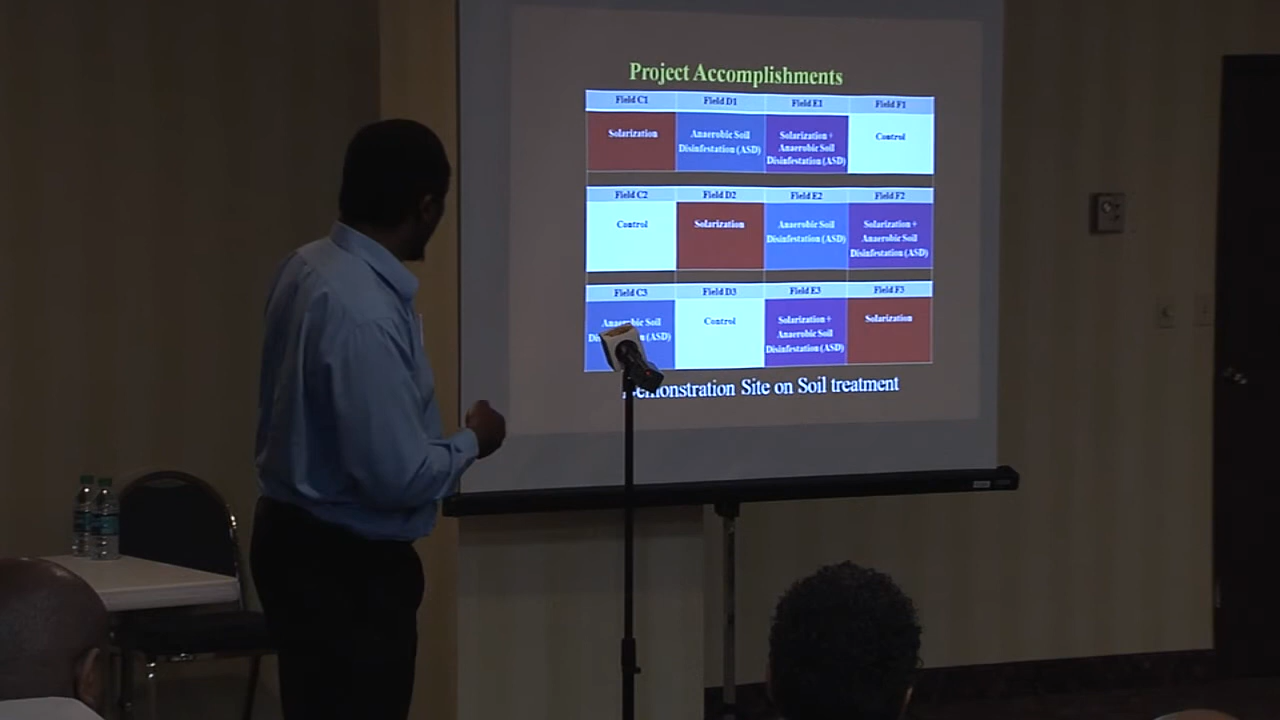 Project Accomplishments
Field C1 Field D1 Field E1 Field F1
Solarization
Anaerobic Soil
Disinfestation (ASD)
Solarization +
Anaerobic Soil
Disinfestation (ASD)
Control
Field C2 Field D2 Field E2 Field F2
Control
Solarization
Anaerobic Soil
Disinfestation (ASD)
Solarization +
Anaerobic Soil
Disinfestation (ASD)
Field C3 Field D3 Field E3 Field F3
Anaerobic Soil
(ASD)
Control
Solarization +
Anaerobic Soil
Disinfestation (ASD)
Solarization
Demonstration Site on Soil treatment